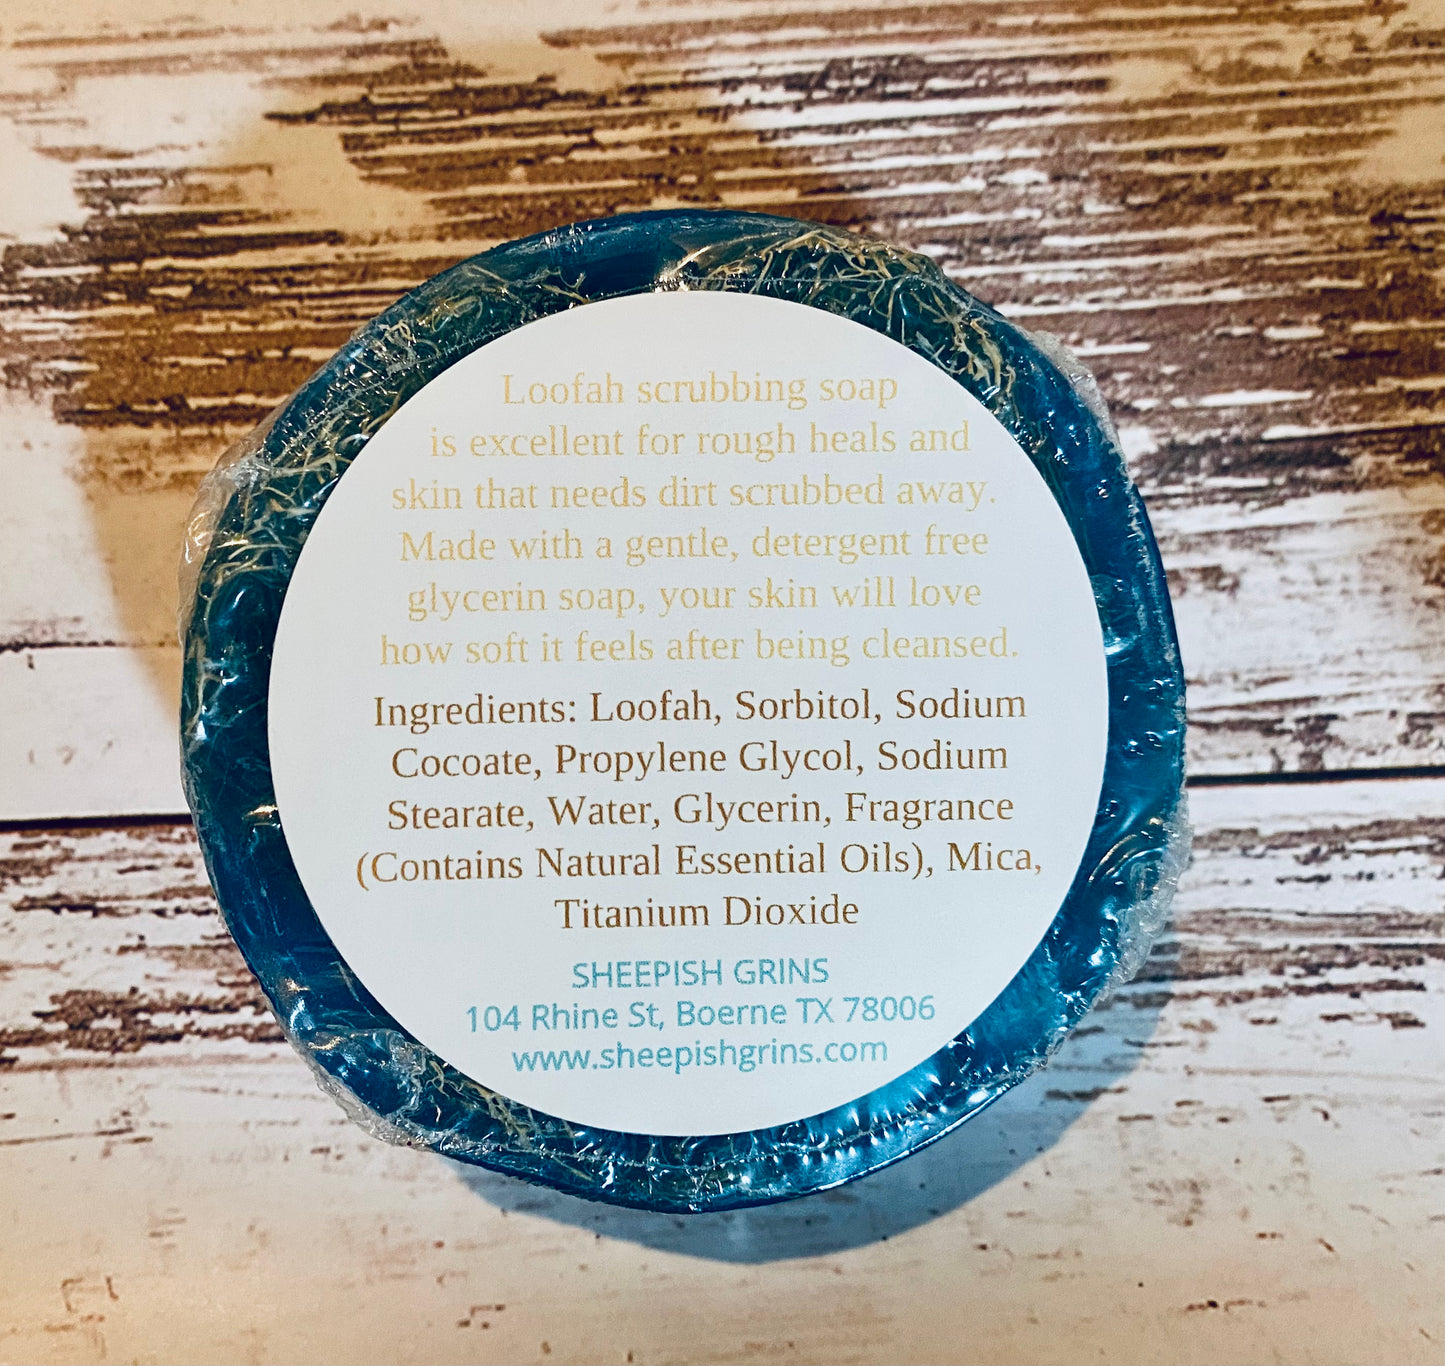 Loofah scrubbing soap
is excellent for rough heals and
skin that needs dirt scrubbed away.
Made with a gentle, detergent free
glycerin soap, your skin will love
how soft it feels after being cleansed.
Ingredients: Loofah, Sorbitol, Sodium
Cocoate, Propylene Glycol, Sodium
Stearate, Water, Glycerin, Fragrance
(Contains Natural Essential Oils), Mica,
Titanium Dioxide
SHEEPISH GRINS
104 Rhine St, Boerne TX 78006
www.sheepishgrins.com